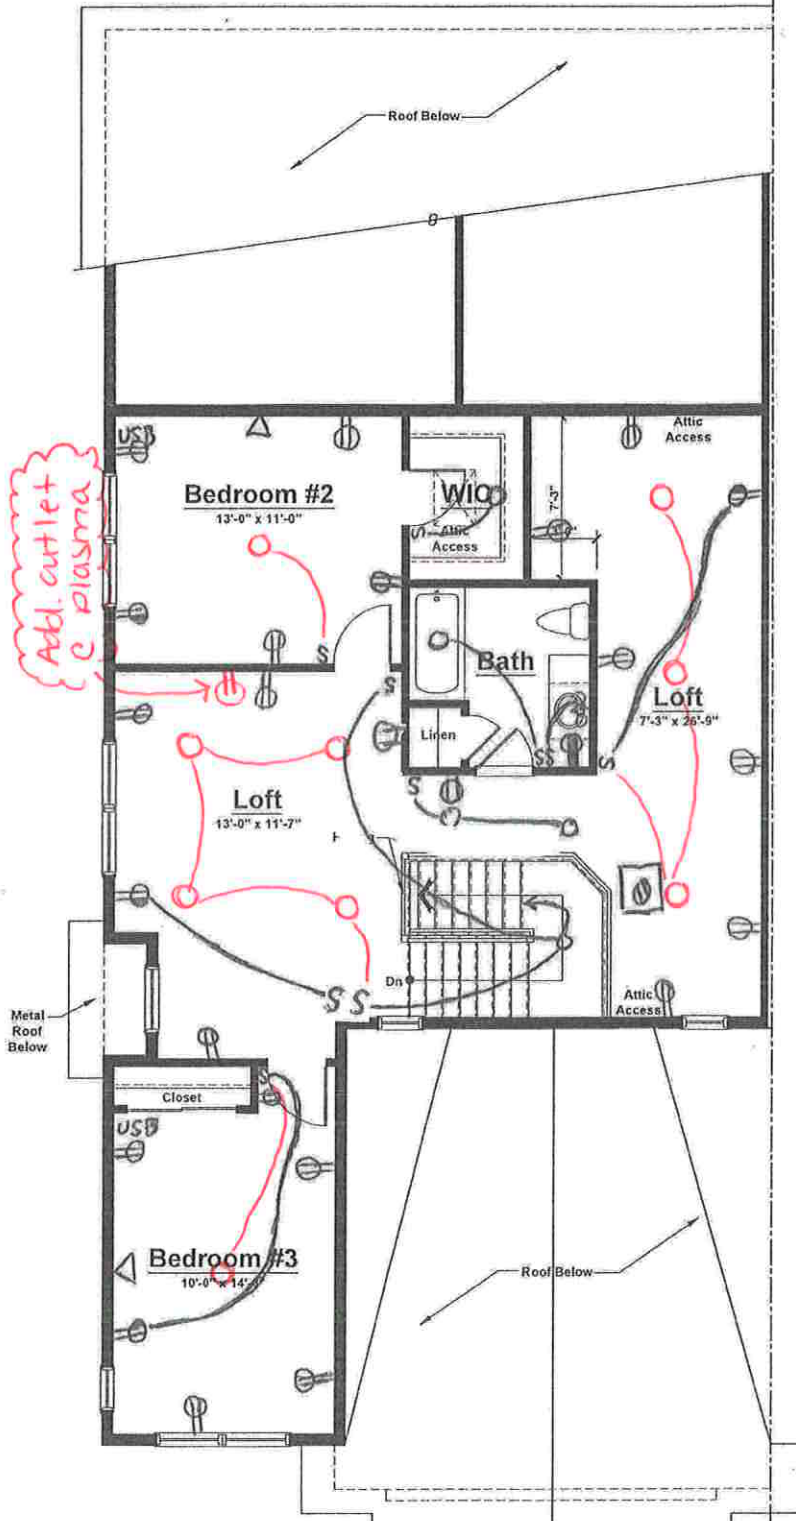 Roof Below
Attic
Access
USB
Add. outlet
C plasma
Bedroom #2
13'-0" x 11'-0"
WIC
Attic
Access
7'-3"
S
S
Bath
S
Linen
SS
S
Loft
7'-3" x 26'-9"
S
Loft
13'-0" x 11'-7"
Dn
S S
Attic
Access
Metal
Roof
Below
S
Closet
USB
Bedroom #3
Roof Below